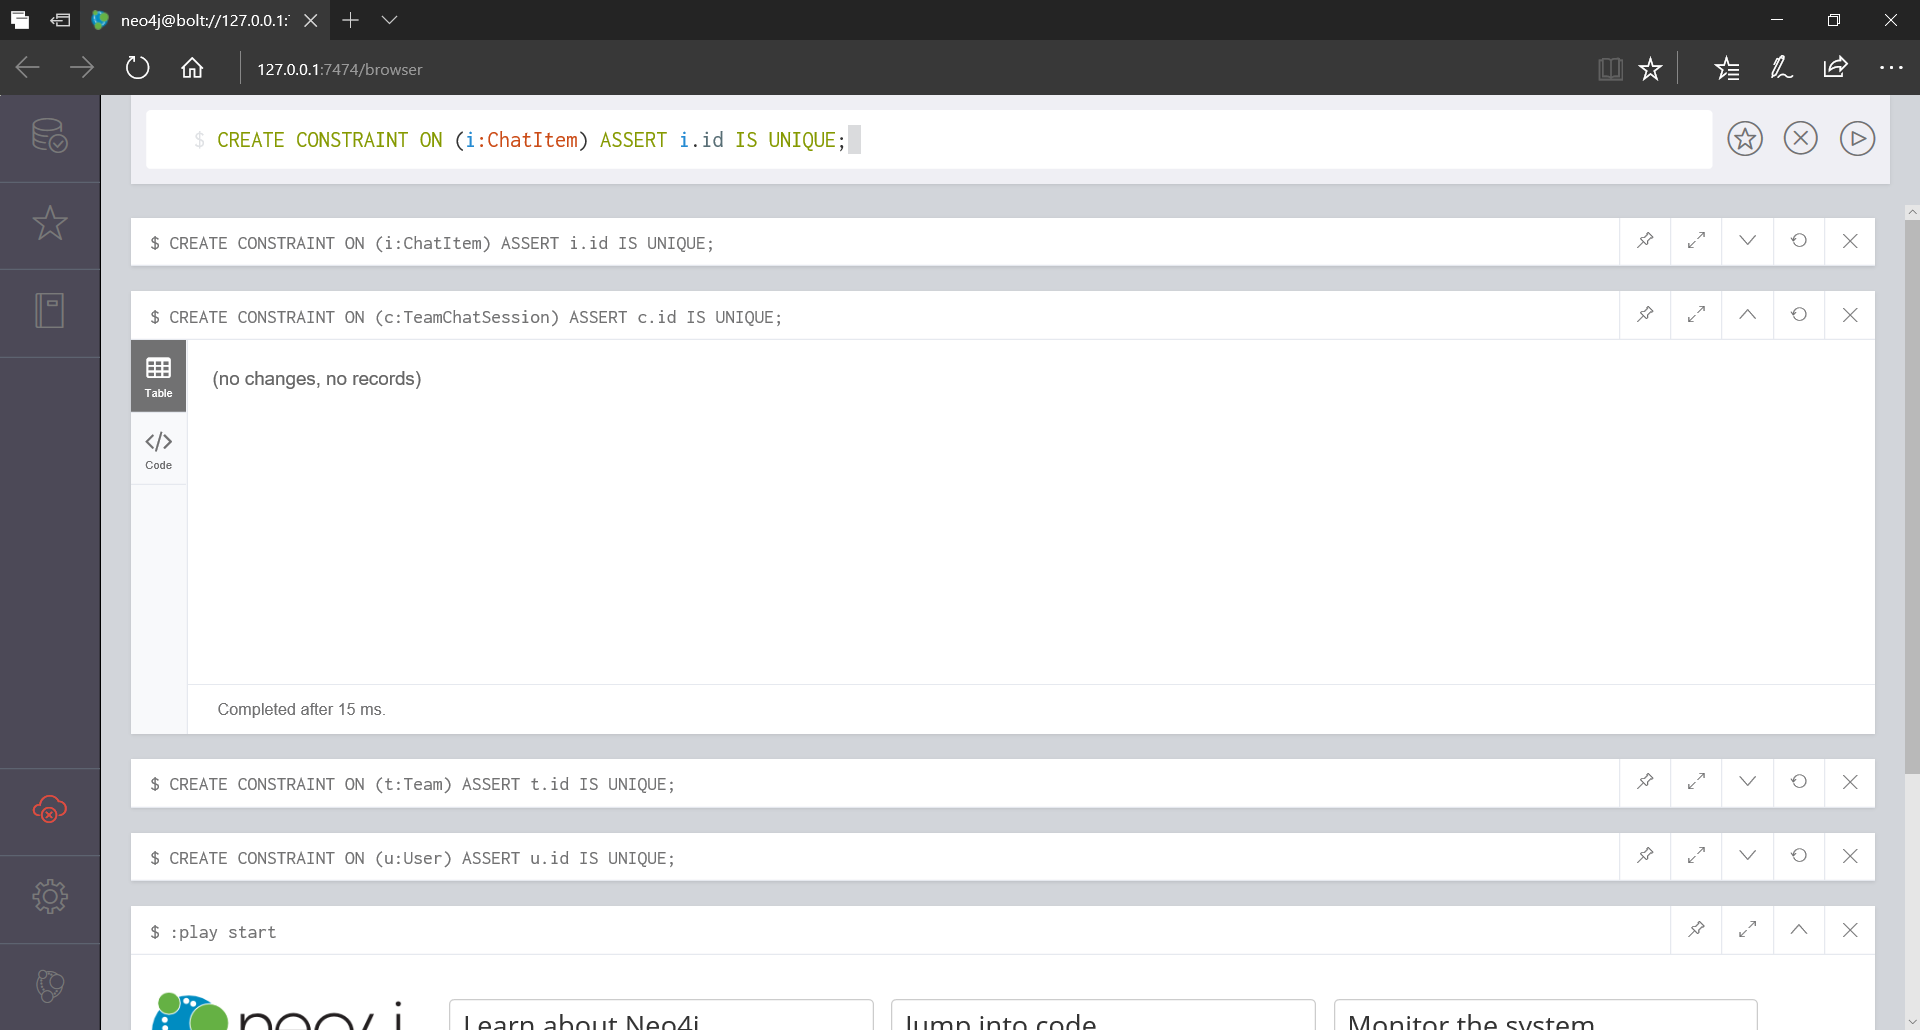 neo4j@bolt://127.0.0.1:
127.0.0.1:7474/browser
$ CREATE CONSTRAINT ON (i:ChatItem) ASSERT i.id IS UNIQUE;
$ CREATE CONSTRAINT ON (i:ChatItem) ASSERT i.id IS UNIQUE;
$ CREATE CONSTRAINT ON (c:TeamChatSession) ASSERT c.id IS UNIQUE;
Table
(no changes, no records)
Code
Completed after 15 ms.
$ CREATE CONSTRAINT ON (t:Team) ASSERT t.id IS UNIQUE;
$ CREATE CONSTRAINT ON (u:User) ASSERT u.id IS UNIQUE;
$ :play start
neo4j
Learn about Neo4j
Jump into code
Monitor the system